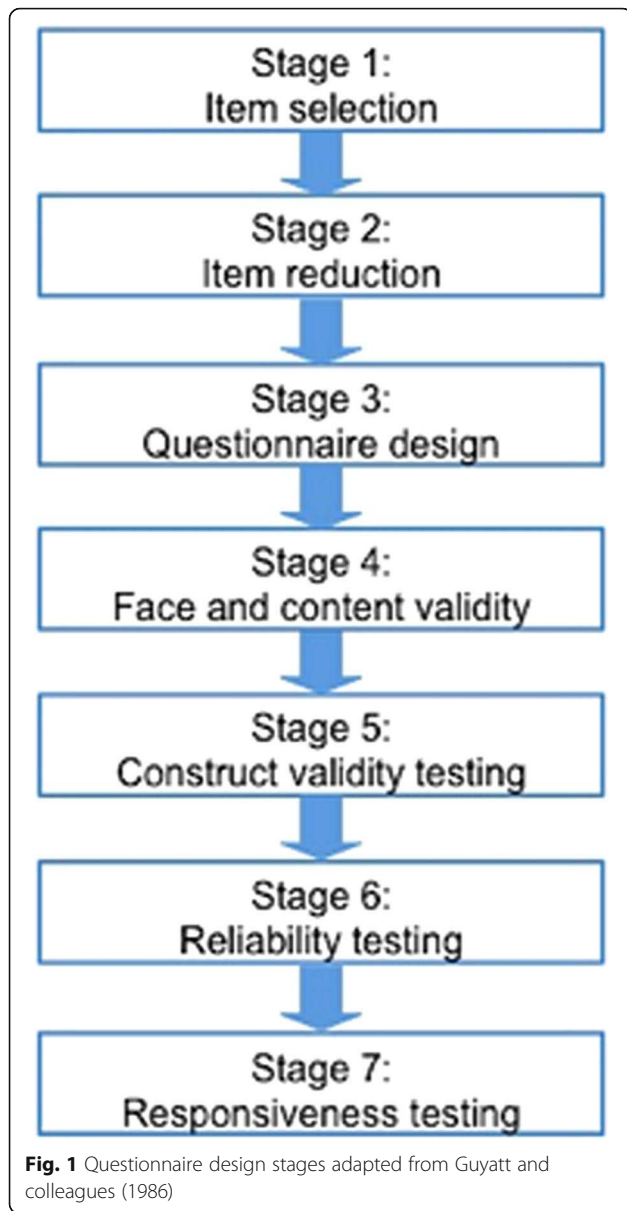 Stage 1:
Item selection
Stage 2:
Item reduction
Stage 3:
Questionnaire design
Stage 4:
Face and content validity
Stage 5:
Construct validity testing
Stage 6:
Reliability testing
Stage 7:
Responsiveness testing
Fig. 1 Questionnaire design stages adapted from Guyatt and
colleagues (1986)